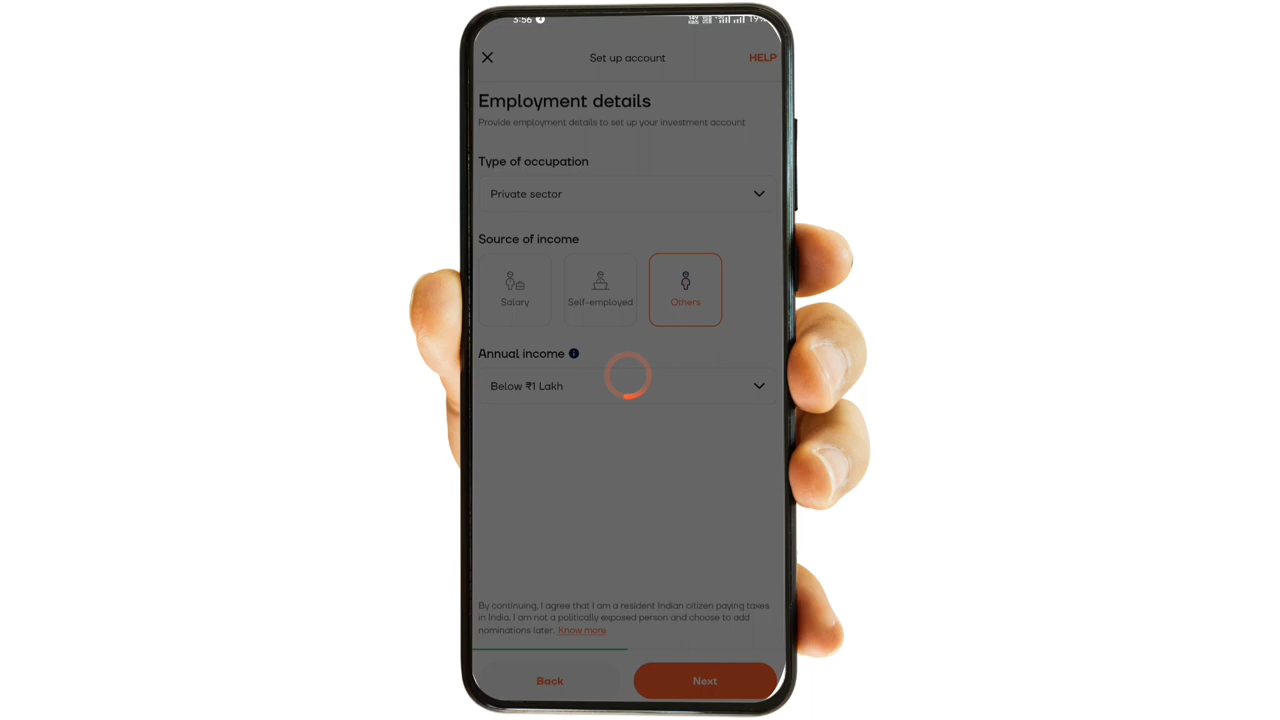 3:56
19%
Set up account
HELP
Employment details
Provide employment details to set up your investment account
Type of occupation
Private sector
Source of income
Salary
Self-employed
Others
Annual income
Below ₹1 Lakh
By continuing, I agree that I am a resident Indian citizen paying taxes
in India, I am not a politically exposed person and choose to add
nominations later. Know more
Back
Next